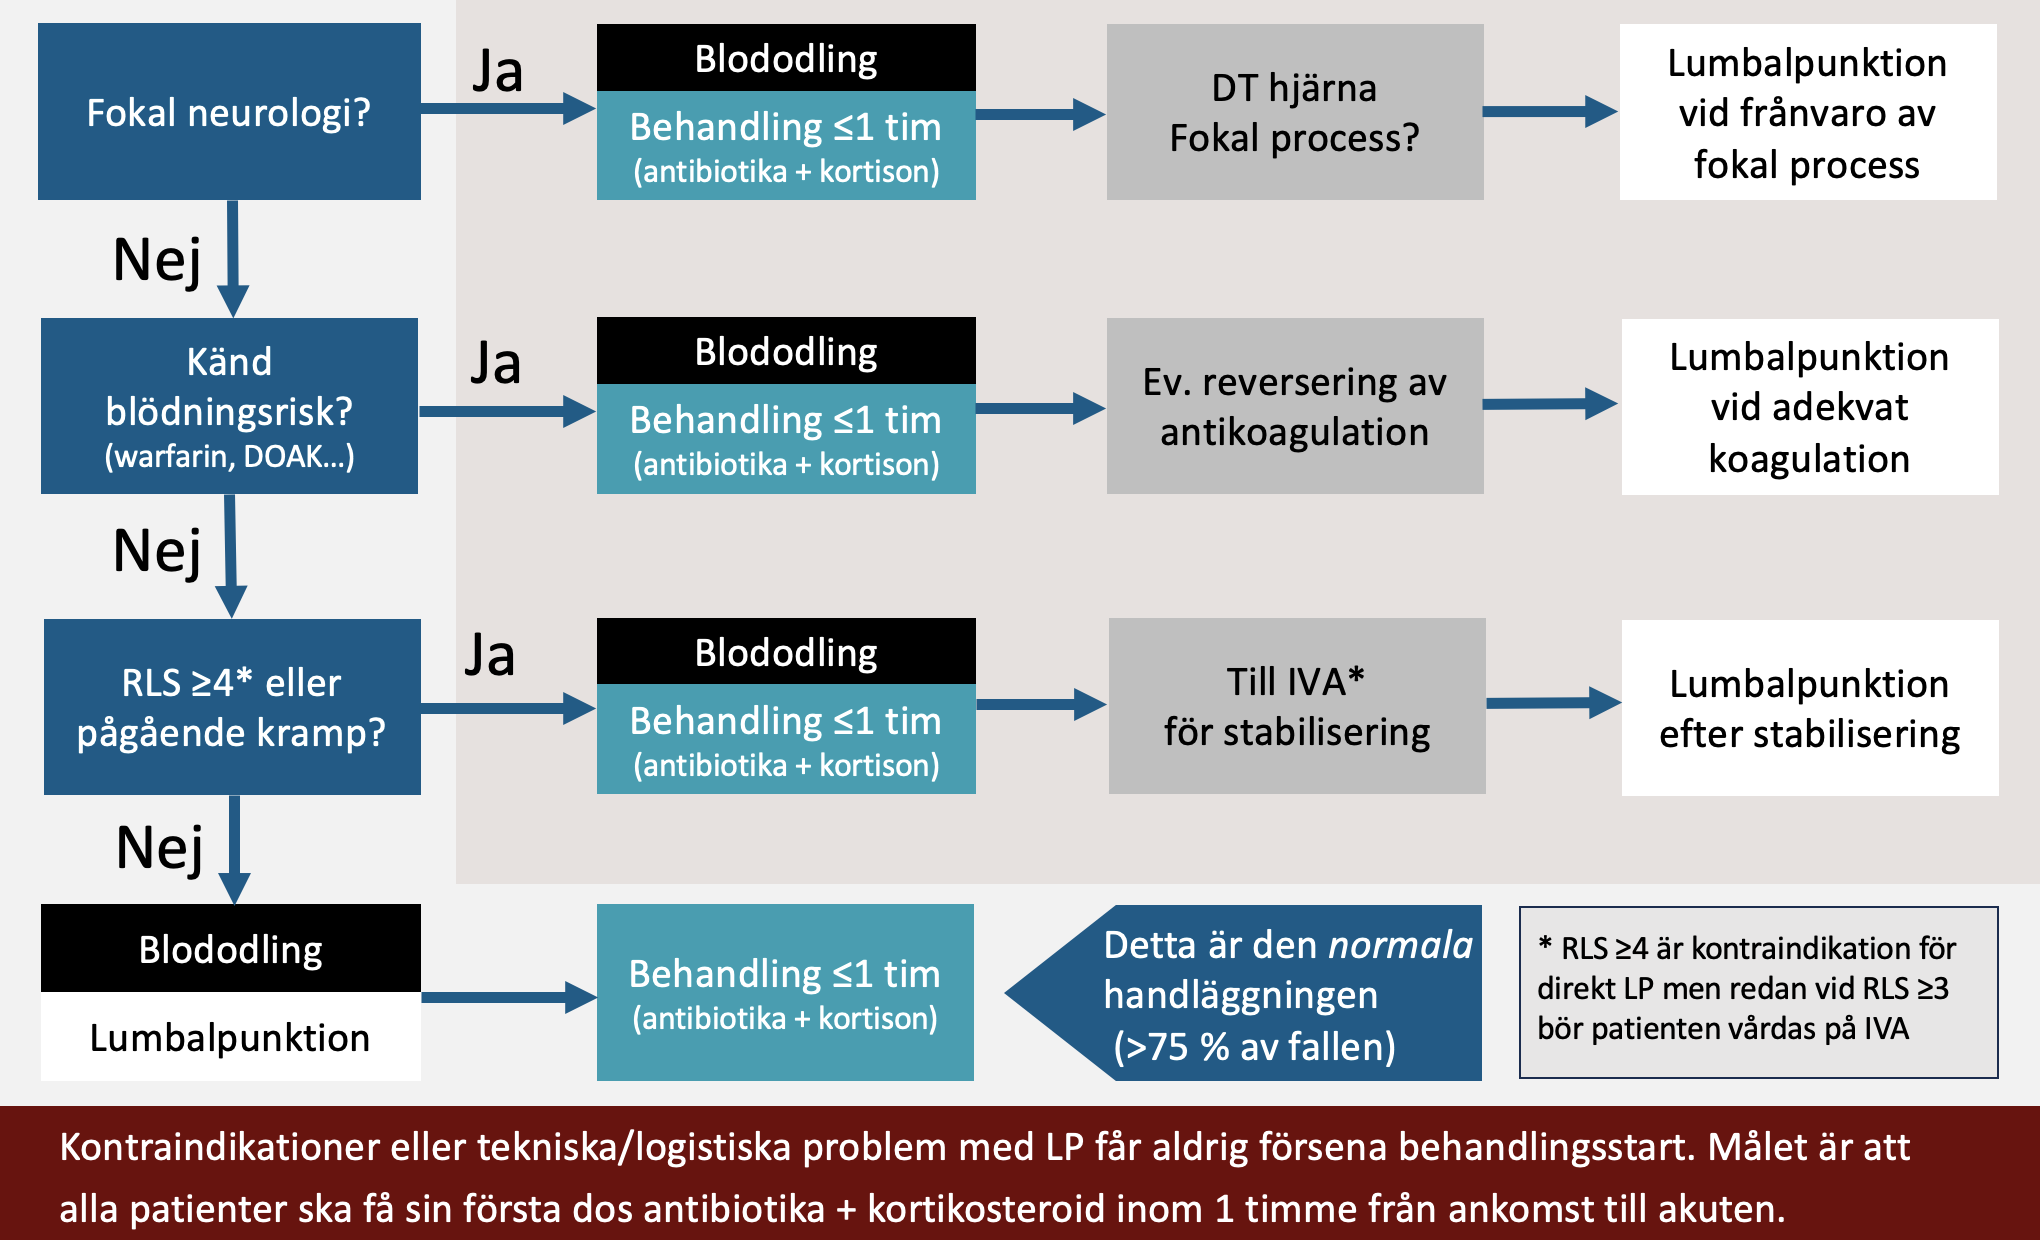 Fokal neurologi?
Ja
Blododling
Behandling ≤1 tim
(antibiotika + kortison)
DT hjärna
Fokal process?
Lumbalpunktion
vid frånvaro av
fokal process
Nej
Känd
blödningsrisk?
(warfarin, DOAK...)
Ja
Blododling
Behandling ≤1 tim
(antibiotika + kortison)
Ev. reversering av
antikoagulation
Lumbalpunktion
vid adekvat
koagulation
Nej
RLS ≥4* eller
pågående kramp?
Ja
Blododling
Behandling ≤1 tim
(antibiotika + kortison)
Till IVA*
för stabilisering
Lumbalpunktion
efter stabilisering
Nej
Blododling
Lumbalpunktion
Behandling ≤1 tim
(antibiotika + kortison)
Detta är den normala
handläggningen
(>75 % av fallen)
* RLS ≥4 är kontraindikation för
direkt LP men redan vid RLS ≥3
bör patienten vårdas på IVA
Kontraindikationer eller tekniska/logistiska problem med LP får aldrig försena behandlingsstart. Målet är att
alla patienter ska få sin första dos antibiotika + kortikosteroid inom 1 timme från ankomst till akuten.